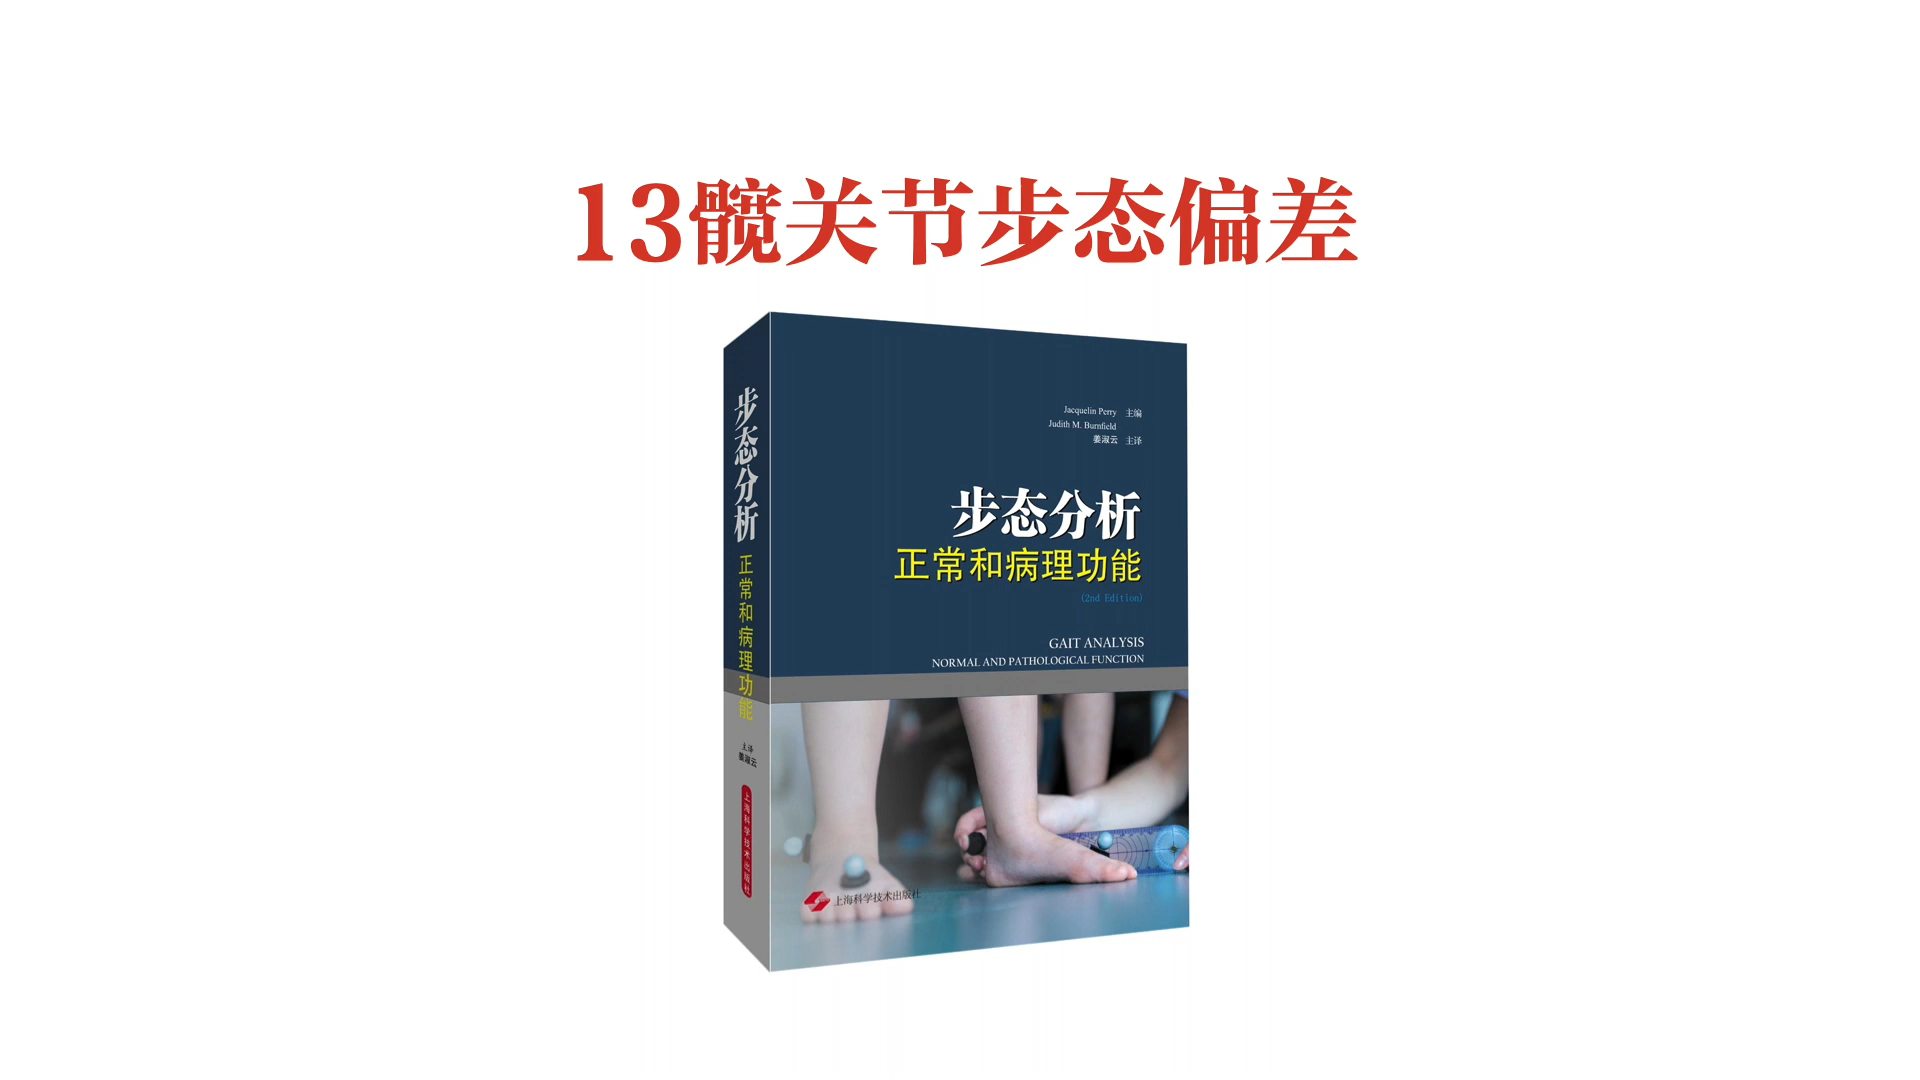 13髋关节步态偏差
步态分析
正常和病理功能
主译
姜淑云
上海科学技术出版社
Jacquelin Perry 主编
Judith M. Burnfield
姜淑云 主译
步态分析
正常和病理功能
(2nd Edition)
GAIT ANALYSIS
NORMAL AND PATHOLOGICAL FUNCTION
上海科学技术出版社